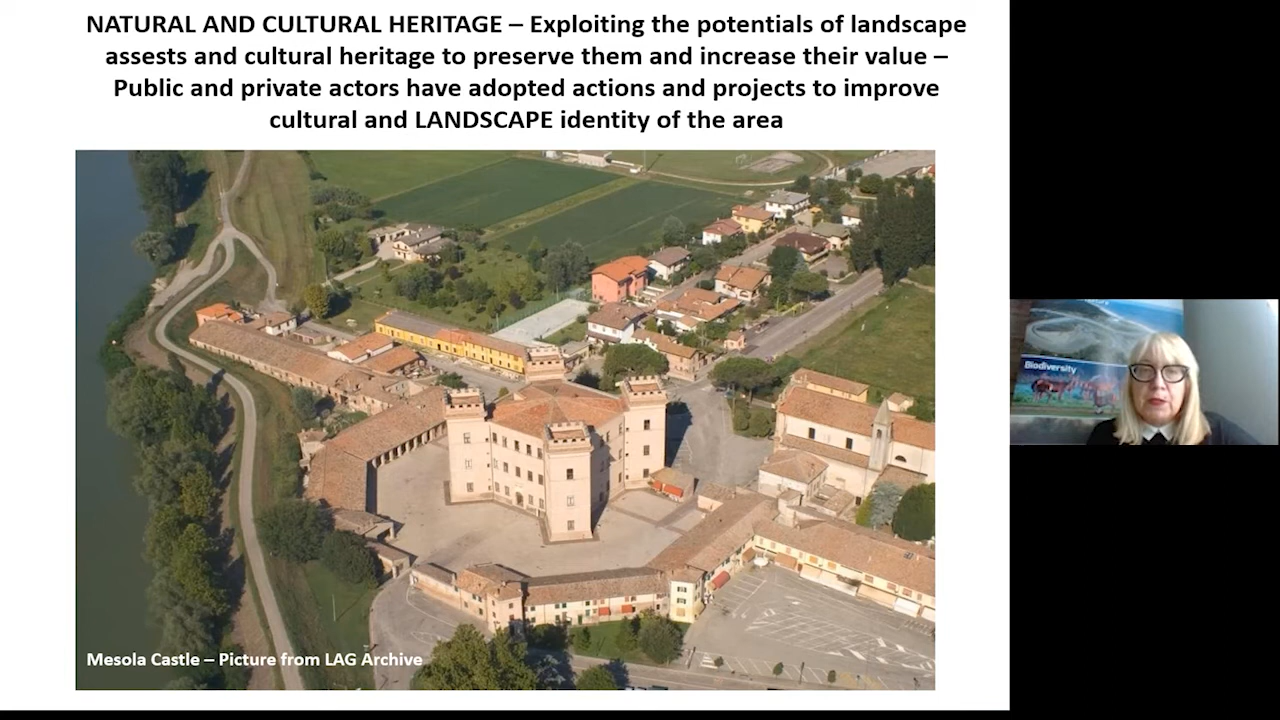 NATURAL AND CULTURAL HERITAGE – Exploiting the potentials of landscape
assests and cultural heritage to preserve them and increase their value –
Public and private actors have adopted actions and projects to improve
cultural and LANDSCAPE identity of the area
Biodiversity
Mesola Castle – Picture from LAG Archive